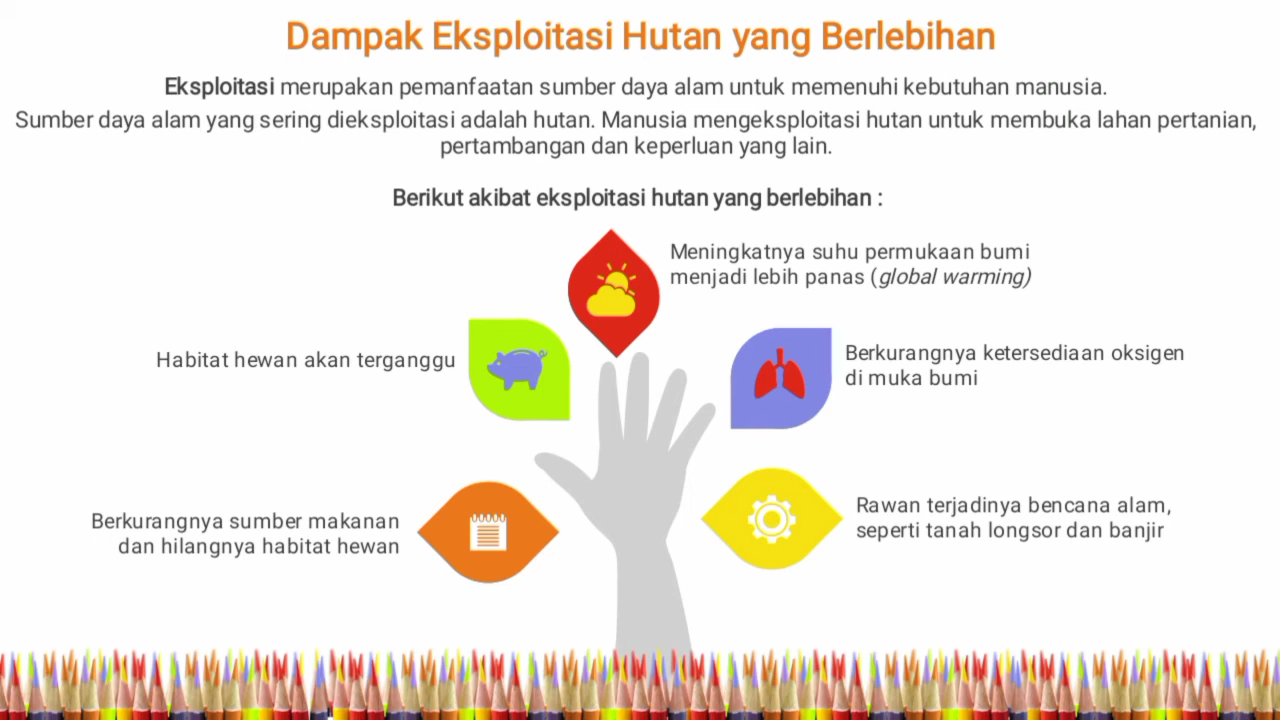 Dampak Eksploitasi Hutan yang Berlebihan
Eksploitasi merupakan pemanfaatan sumber daya alam untuk memenuhi kebutuhan manusia.
Sumber daya alam yang sering dieksploitasi adalah hutan. Manusia mengeksploitasi hutan untuk membuka lahan pertanian,
pertambangan dan keperluan yang lain.
Berikut akibat eksploitasi hutan yang berlebihan :
Meningkatnya suhu permukaan bumi
menjadi lebih panas (global warming)
Habitat hewan akan terganggu
Berkurangnya ketersediaan oksigen
di muka bumi
Berkurangnya sumber makanan
dan hilangnya habitat hewan
Rawan terjadinya bencana alam,
seperti tanah longsor dan banjir